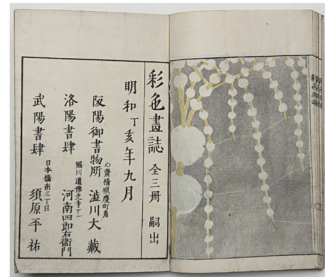 彩色畫誌 全三冊 嗣出
明和丁亥年九月
心齋橋順慶町角
阪陽御書物所 澁川大藏
堀川通佛光寺下ル
洛陽書肆 河南四郎右衛門
日本橋南三丁目
武陽書肆 須原平祐